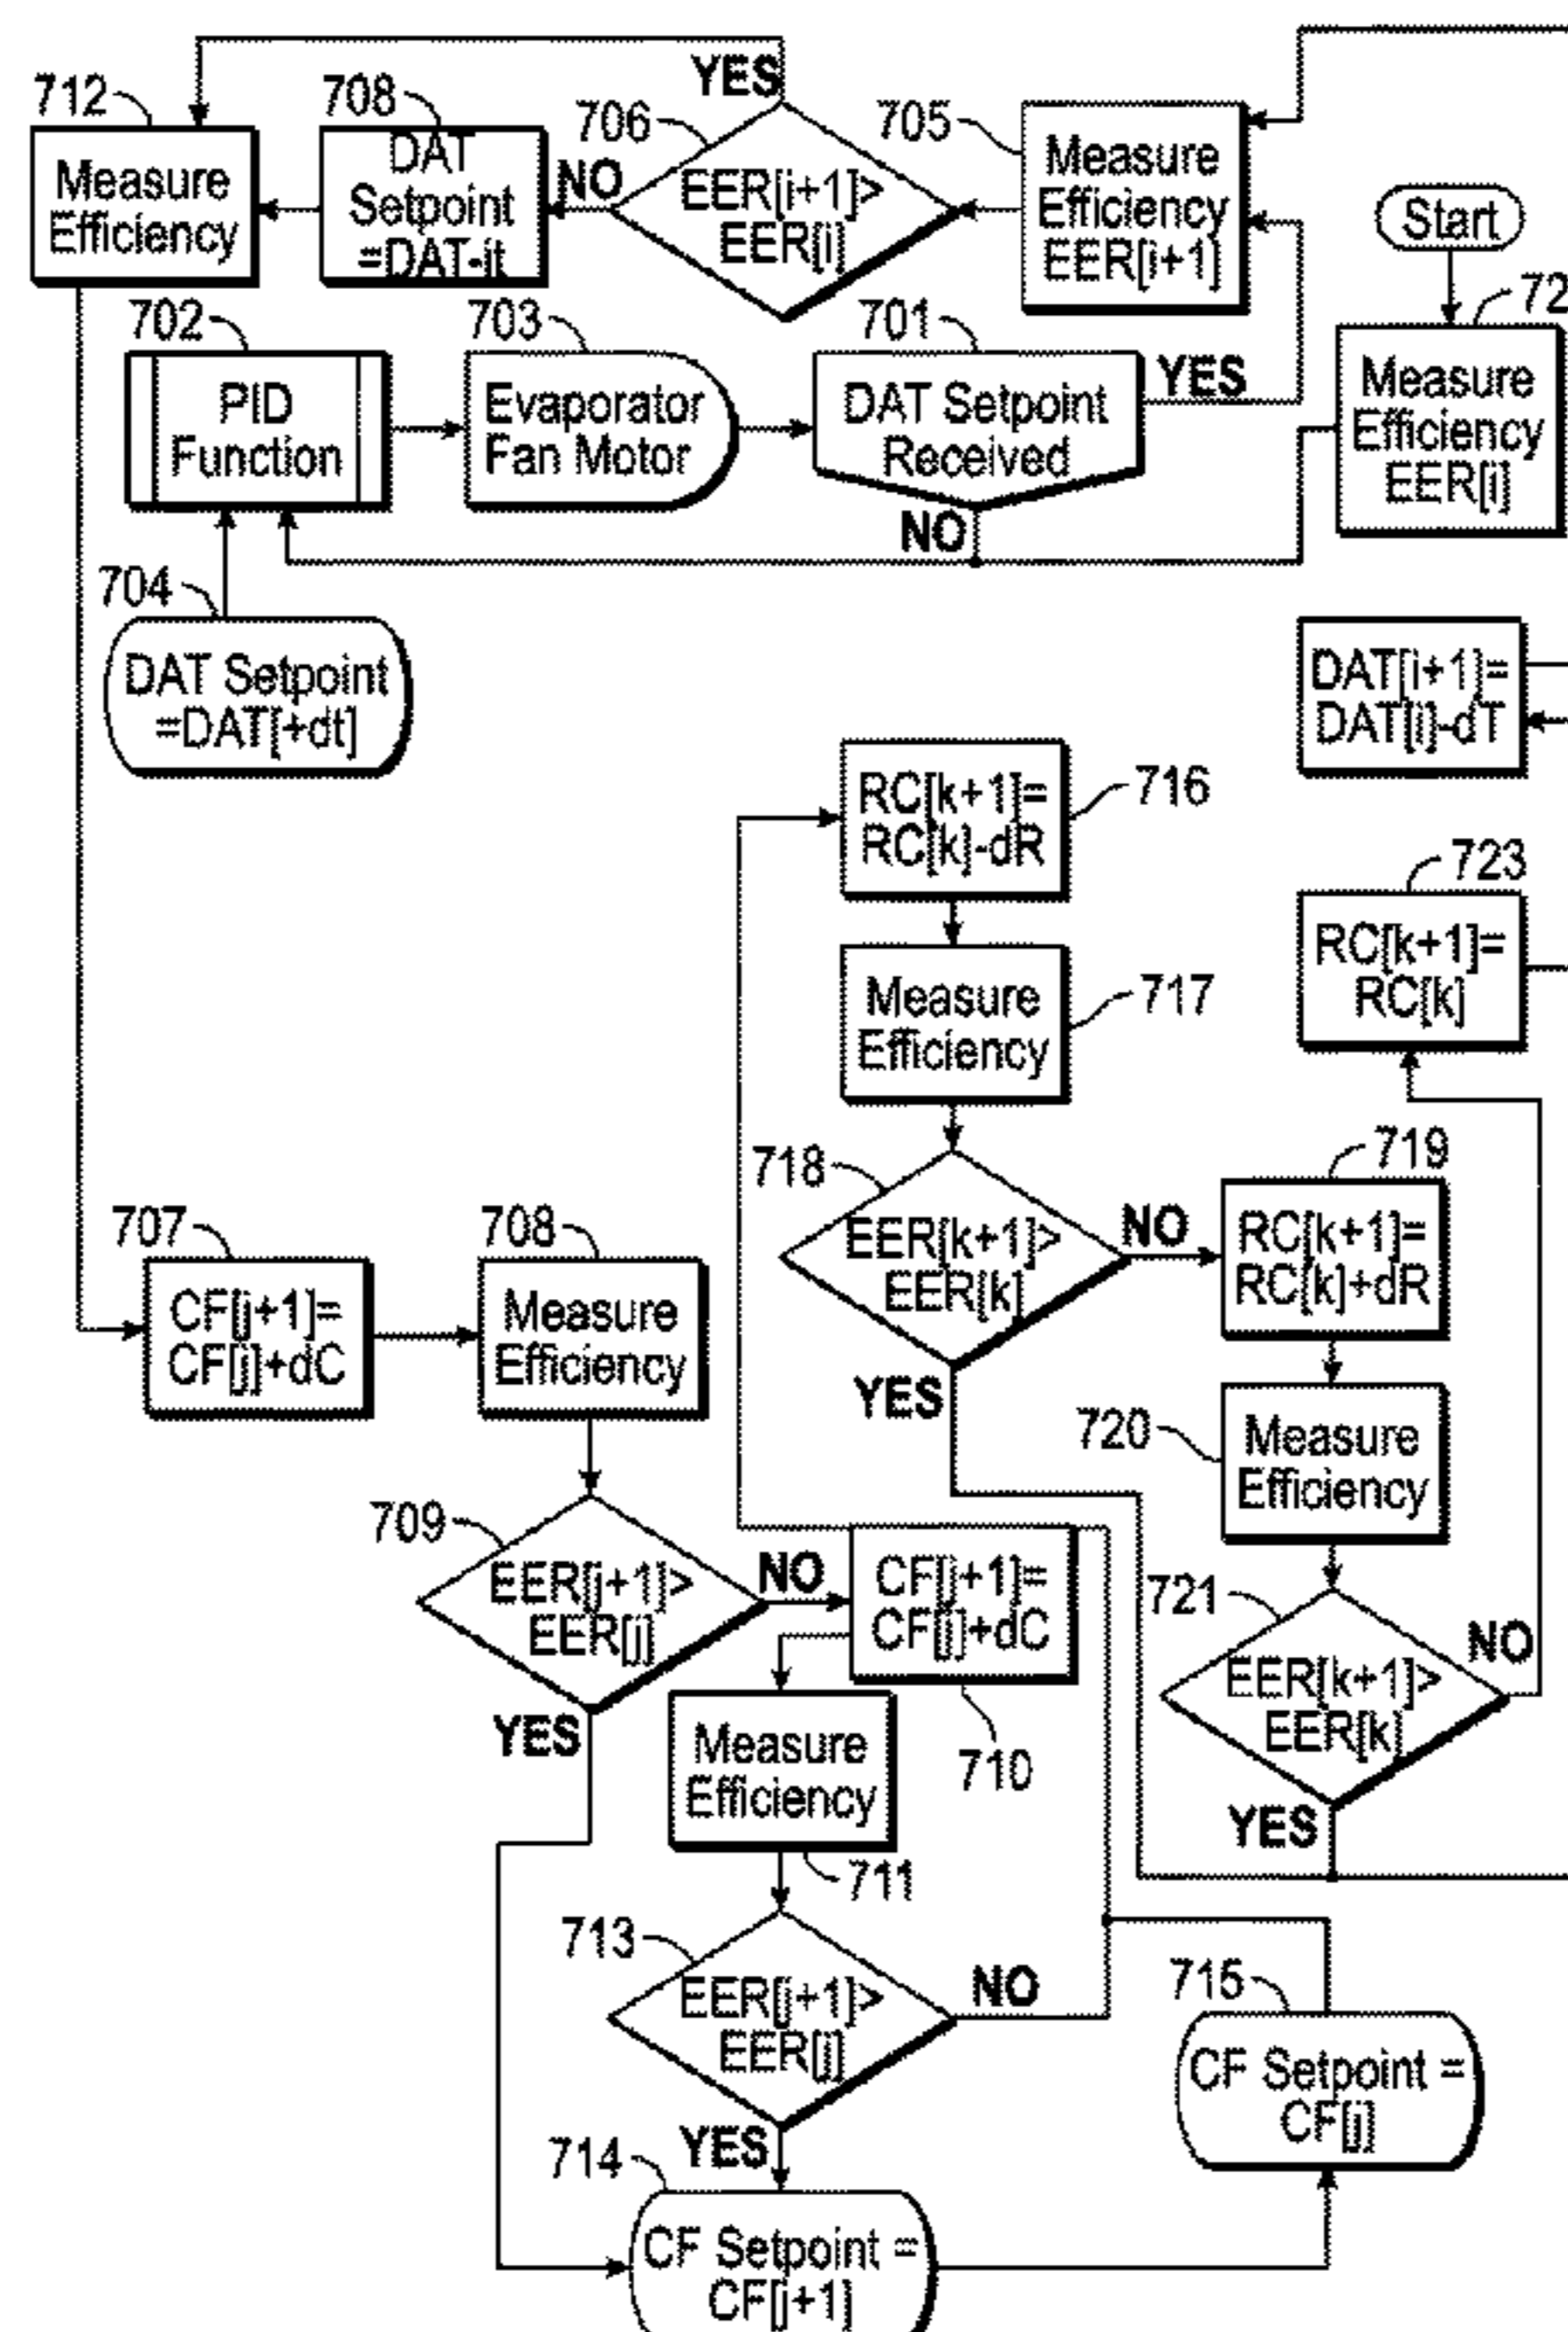 YES
712
708
706
705
Measure
Efficiency
DAT
Setpoint
=DAT-it
NO
EER[i+1]>
EER[i]
Measure
Efficiency
EER[i+1]
Start
702
703
701
72
PID
Function
Evaporator
Fan Motor
DAT Setpoint
Received
YES
NO
Measure
Efficiency
EER[i]
704
DAT Setpoint
=DAT[+dt]
DAT[i+1]=
DAT[i]-dT
RC[k+1]=
RC[k]-dR
716
723
RC[k+1]=
RC[k]
Measure
Efficiency
717
718
EER[k+1]>
EER[k]
NO
YES
719
RC[k+1]=
RC[k]+dR
707
708
CF[j+1]=
CF[j]+dC
Measure
Efficiency
720
Measure
Efficiency
709
EER[j+1]>
EER[j]
NO
YES
CF[j+1]=
CF[j]+dC
710
721
EER[k+1]>
EER[k]
NO
YES
Measure
Efficiency
711
713
EER[j+1]>
EER[j]
NO
YES
715
CF Setpoint =
CF[j]
714
CF Setpoint =
CF[j+1]